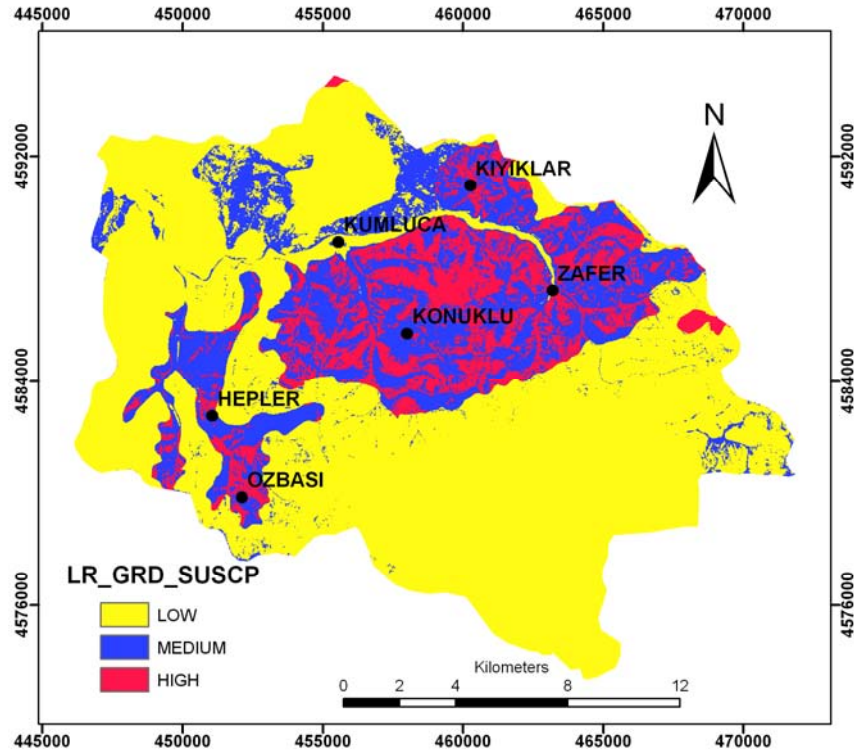 445000 450000 455000 460000 465000 470000
N
4592000 4592000
KIYIKLAR
KUMLUCA
ZAFER
KONUKLU
4584000 4584000
HEPLER
OZBASI
LR_GRD_SUSCP
4576000 4576000
LOW
MEDIUM
HIGH
Kilometers
0 2 4 8 12
445000 450000 455000 460000 465000 470000